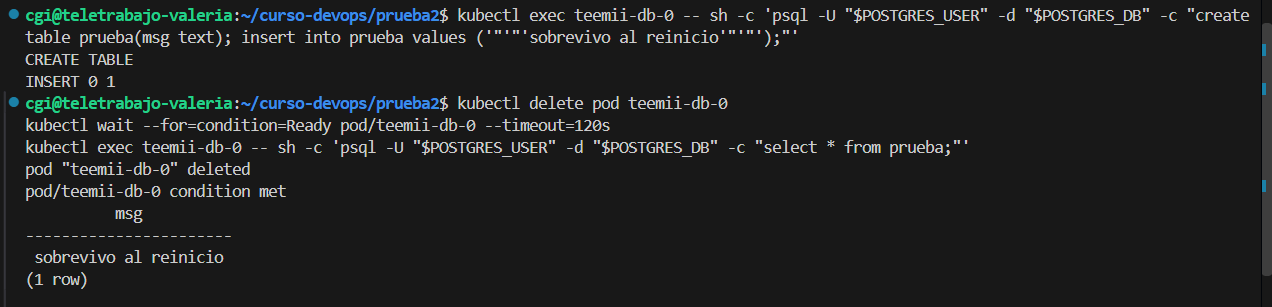 cgi@teletrabajo-valeria:~/curso-devops/prueba2$ kubectl exec teemii-db-0 -- sh -c 'psql -U "$POSTGRES_USER" -d "$POSTGRES_DB" -c "create
table prueba(msg text); insert into prueba values ('"'"'sobrevivo al reinicio'"'"');"'
CREATE TABLE
INSERT 0 1
cgi@teletrabajo-valeria:~/curso-devops/prueba2$ kubectl delete pod teemii-db-0
kubectl wait --for=condition=Ready pod/teemii-db-0 --timeout=120s
kubectl exec teemii-db-0 -- sh -c 'psql -U "$POSTGRES_USER" -d "$POSTGRES_DB" -c "select * from prueba;"'
pod "teemii-db-0" deleted
pod/teemii-db-0 condition met
          msg
-----------------------
 sobrevivo al reinicio
(1 row)